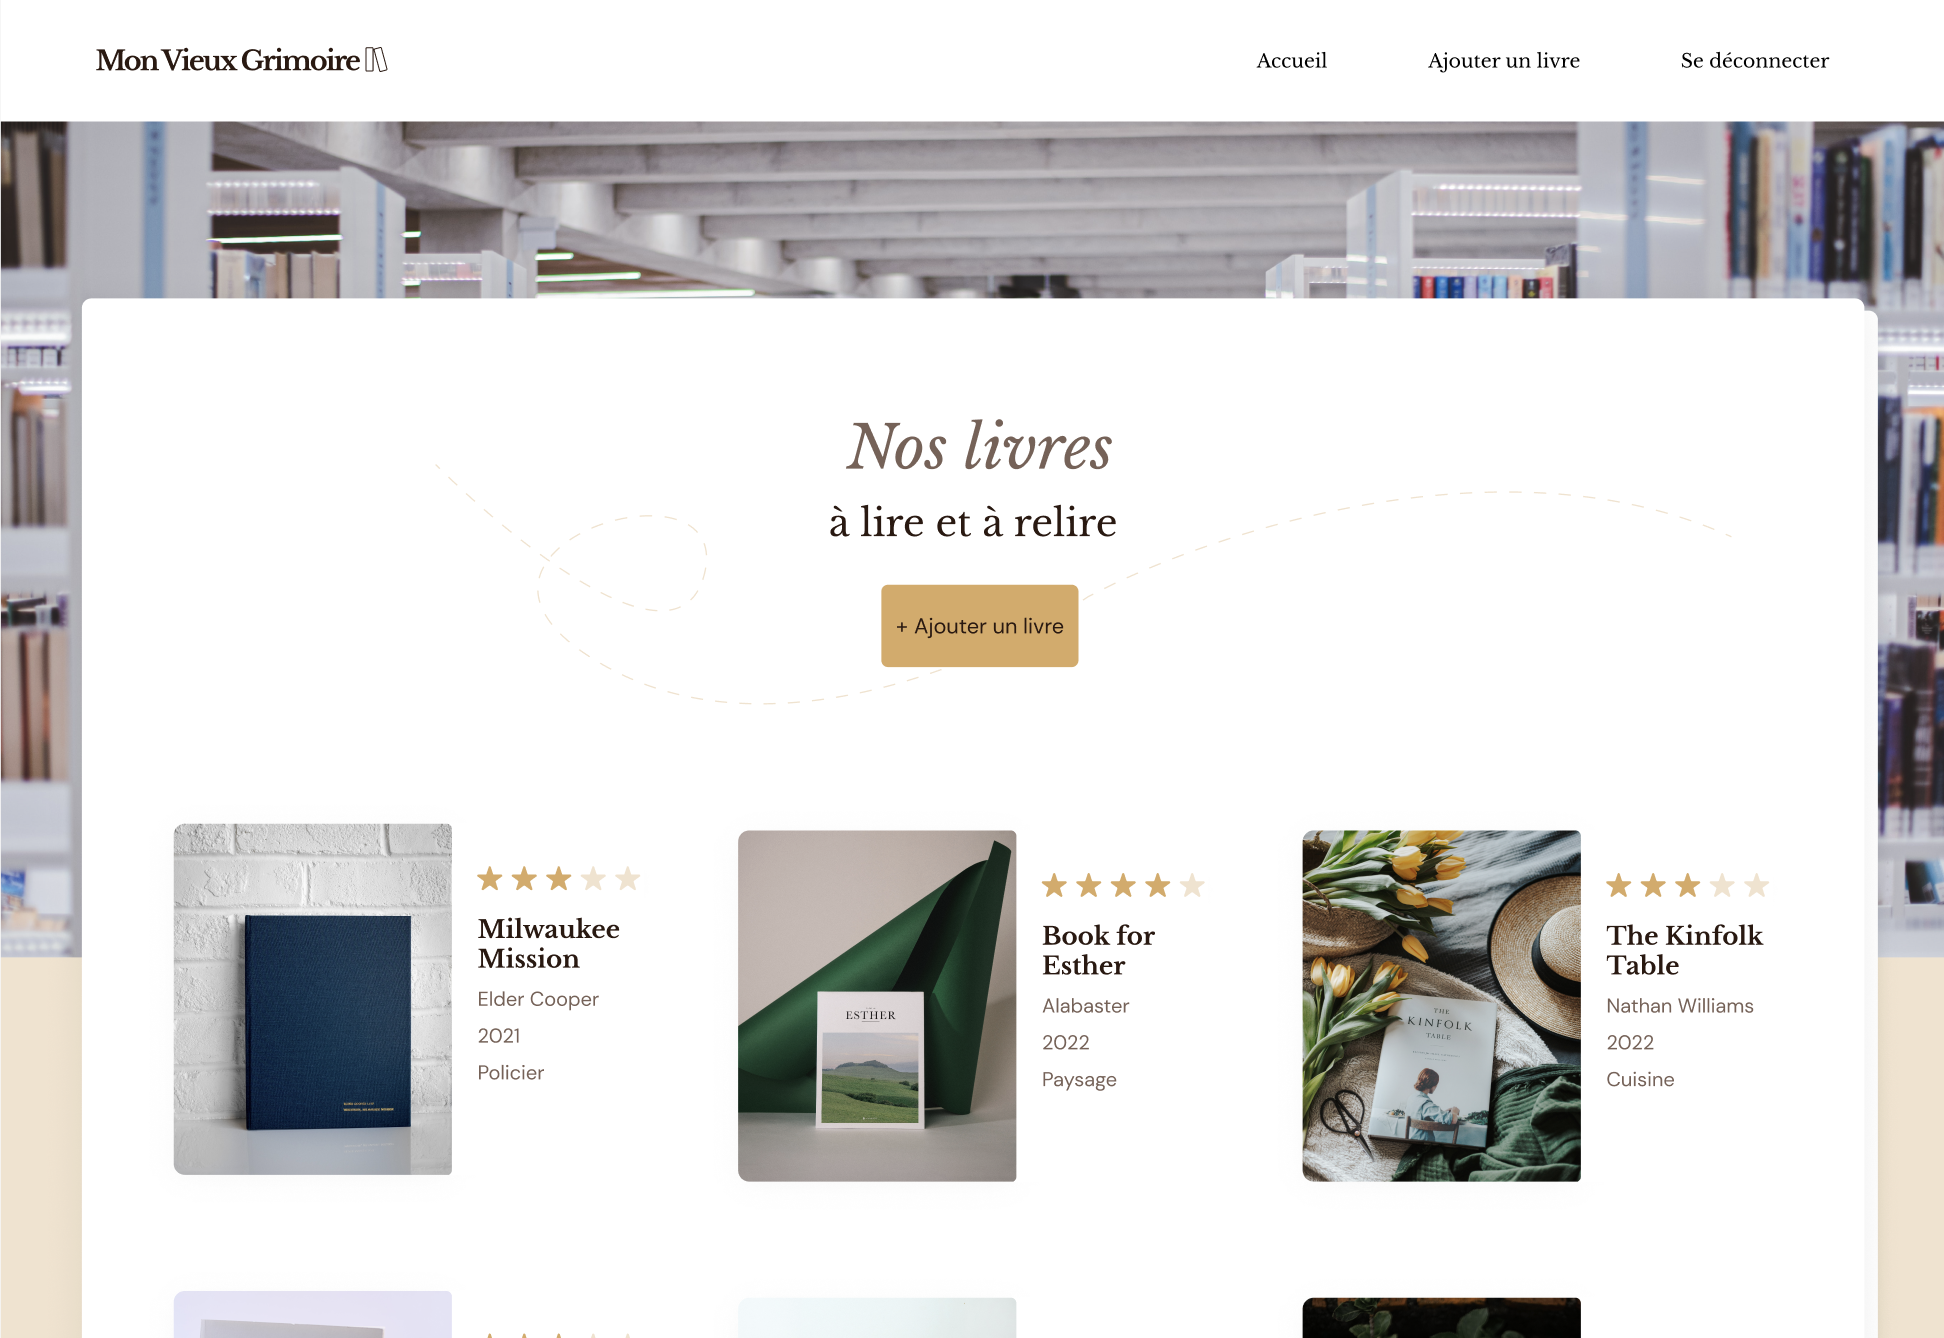 Mon Vieux Grimoire
Accueil
Ajouter un livre
Se déconnecter
Nos livres
à lire et à relire
+ Ajouter un livre
Milwaukee
Mission
Elder Cooper
2021
Policier
ESTHER
Book for
Esther
Alabaster
2022
Paysage
THE
KINFOLK
TABLE
The Kinfolk
Table
Nathan Williams
2022
Cuisine